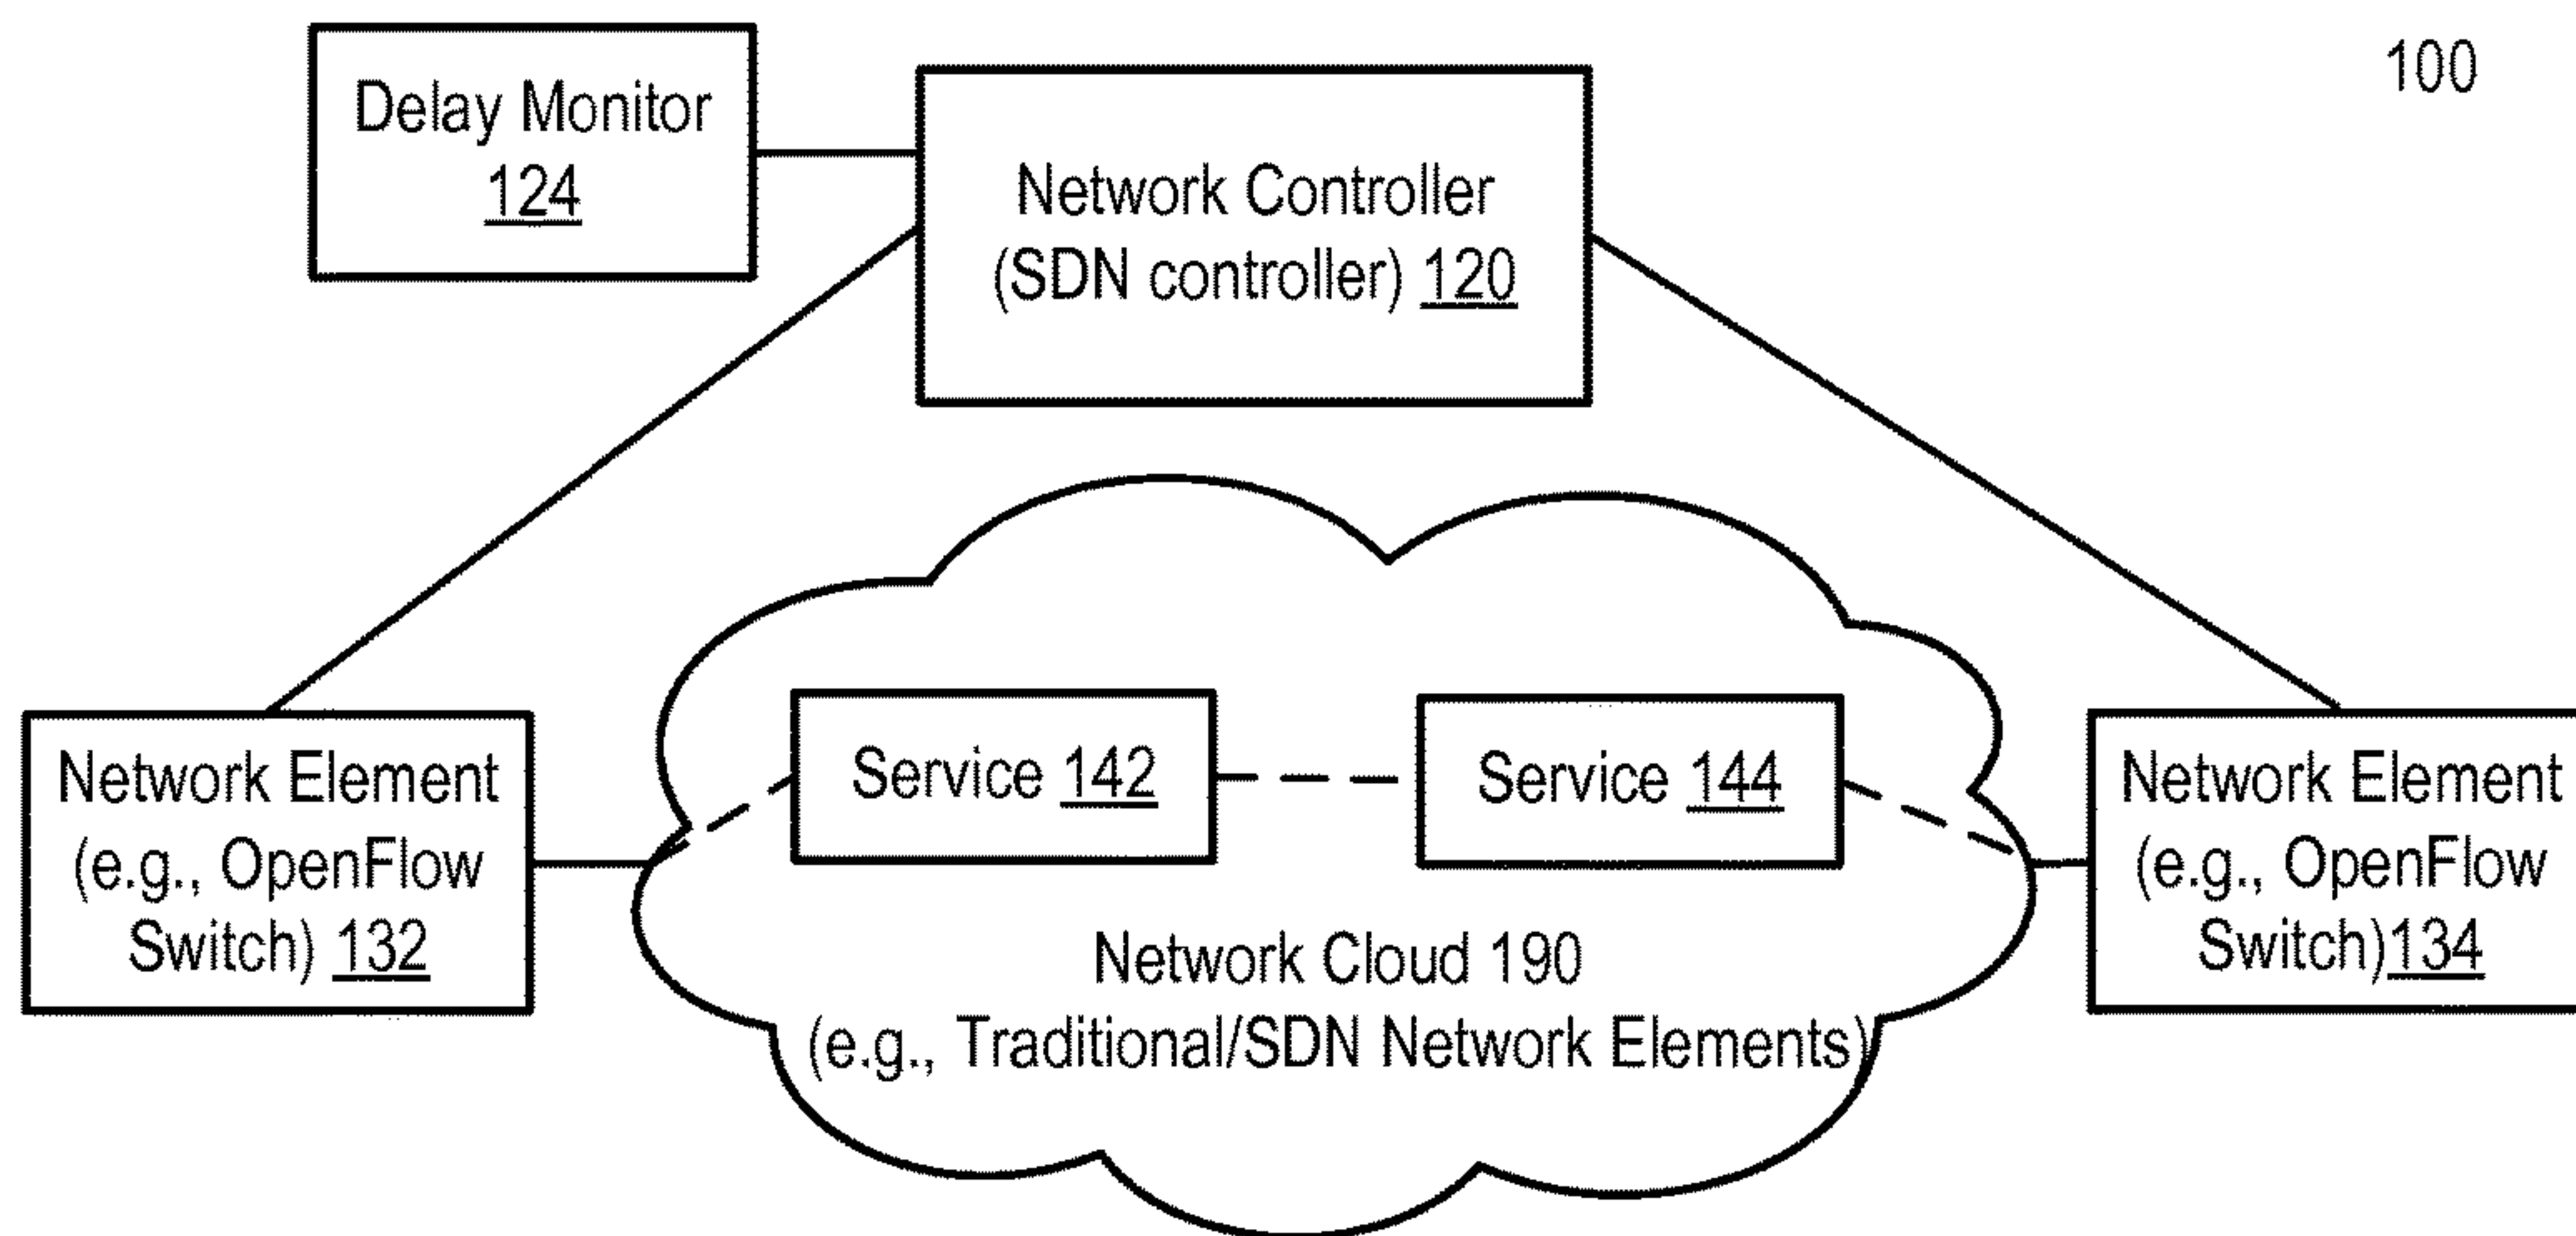 100
Delay Monitor
124
Network Controller
(SDN controller) 120
Network Element
(e.g., OpenFlow
Switch) 132
Service 142
Service 144
Network Cloud 190
(e.g., Traditional/SDN Network Elements)
Network Element
(e.g., OpenFlow
Switch)134